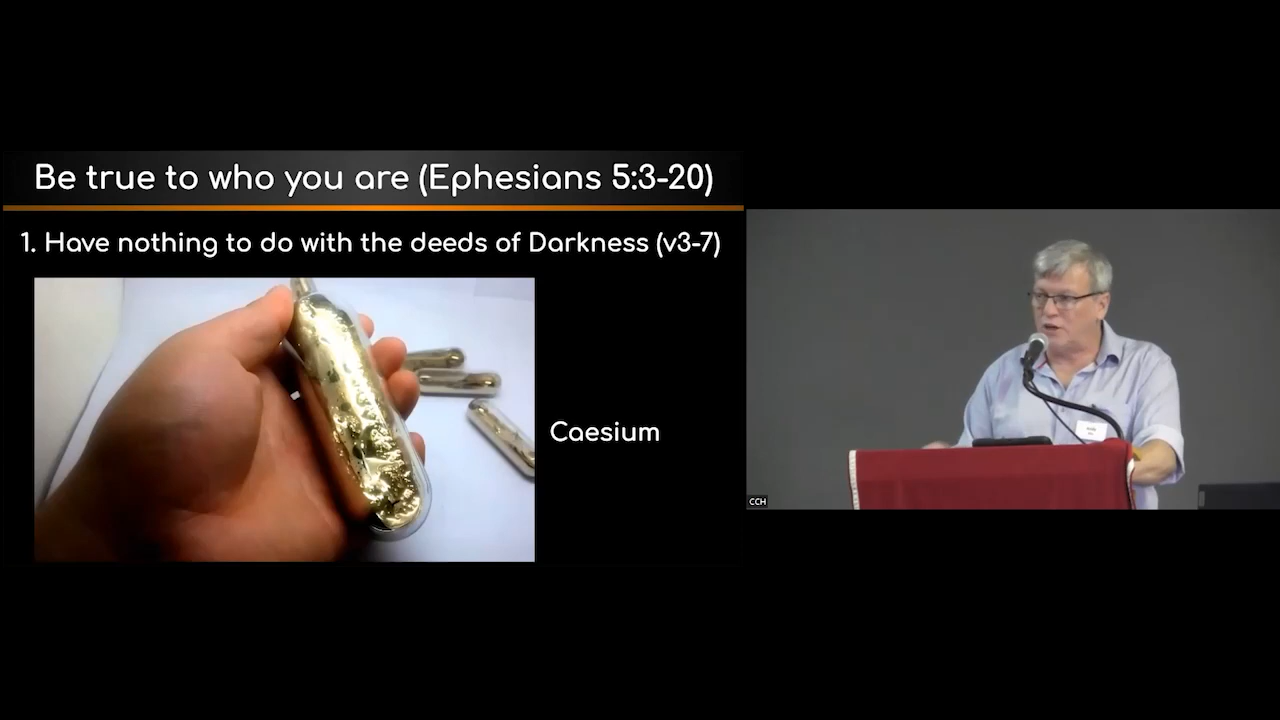 Be true to who you are (Ephesians 5:3-20)
1. Have nothing to do with the deeds of Darkness (v3-7)
Caesium
CCH